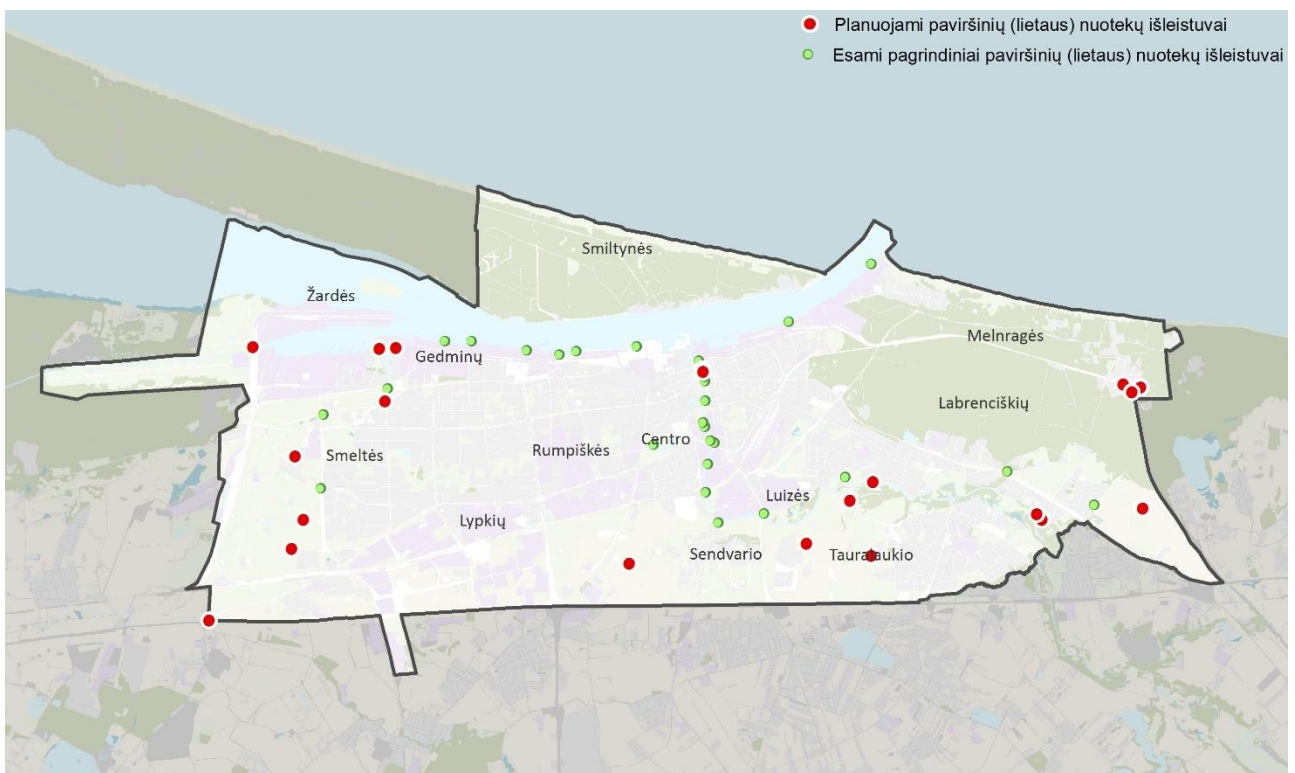 Planuojami paviršinių (lietaus) nuotekų išleistuvai
Esami pagrindiniai paviršinių (lietaus) nuotekų išleistuvai
Smiltynės
Žardės
Melnragės
Gedminų
Labrenciškių
Centro
Rumpiškės
Smeltės
Luizės
Lypkių
Sendvario
Tauralaukio